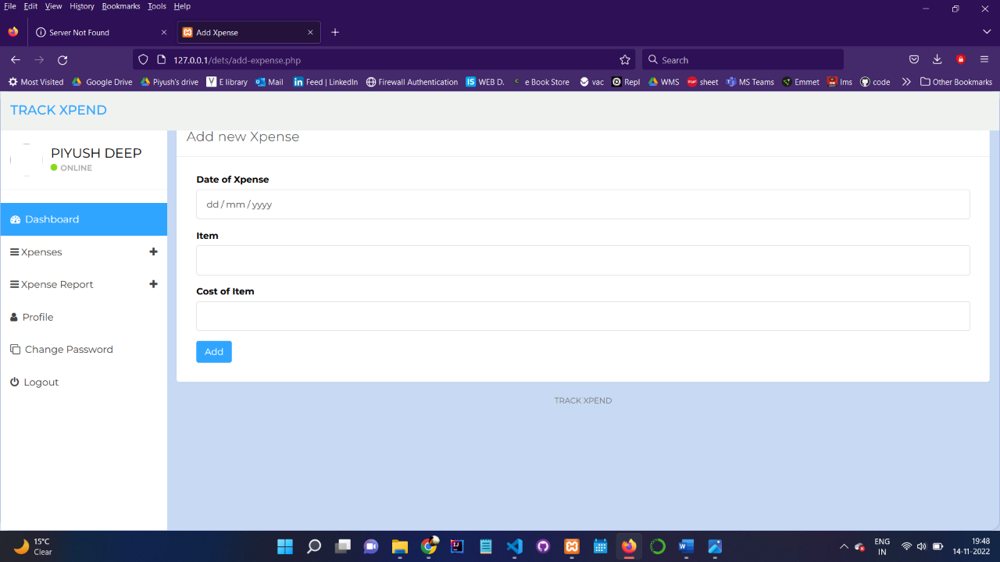 File Edit View History Bookmarks Tools Help
Server Not Found
Add Xpense
127.0.0.1/dets/add-expense.php
Search
Most Visited Google Drive Piyush's drive E library Mail Feed | LinkedIn Firewall Authentication WEB D. e Book Store vac Repl WMS sheet MS Teams Emmet lms code Other Bookmarks
TRACK XPEND
PIYUSH DEEP
ONLINE
Dashboard
Xpenses
Xpense Report
Profile
Change Password
Logout
Add new Xpense
Date of Xpense
dd / mm / yyyy
Item
Cost of Item
Add
TRACK XPEND
15°C
Clear
ENG
IN
19:48
14-11-2022